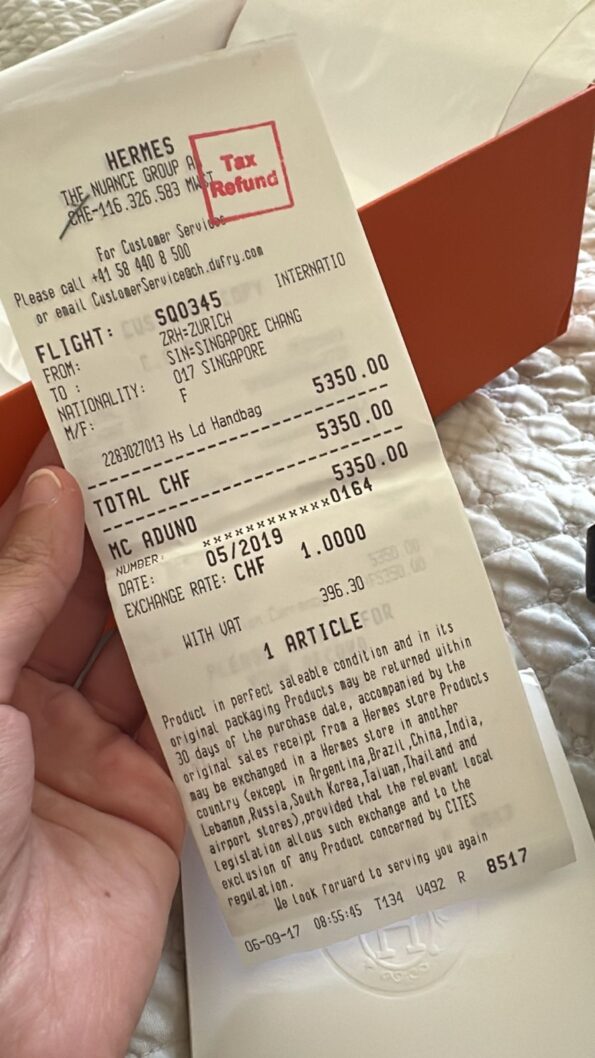 HERMES
THE NUANCE GROUP A
CHE-116.326.583 MWST
Tax
Refund
For Customer Services
Please call +41 58 440 8 500
or email CustomerService@ch.dufry.com
INTERNATIO
FLIGHT: SQ0345
FROM: ZRH=ZURICH
TO : SIN=SINGAPORE CHANG
NATIONALITY: 017 SINGAPORE
M/F: F
2283027013 Hs Ld Handbag 5350.00
TOTAL CHF 5350.00
MC ADUNO 5350.00
NUMBER: xxxxxxxxxxxx0164
DATE: 05/2019
EXCHANGE RATE: CHF 1.0000
WITH VAT 396.30
1 ARTICLE
Product in perfect saleable condition and in its
original packaging Products may be returned within
30 days of the purchase date, accompanied by the
original sales receipt from a Hermes store Products
may be exchanged in a Hermes store in another
country (except in Argentina,Brazil,China,India,
Lebanon,Russia,South Korea,Taiuan,Thailand and
airport stores),provided that the relevant local
legislation allous such exchange and to the
exclusion of any Product concerned by CITES
regulation.
We look foruard to serving you again
06-09-17 08:55:45 T134 U492 R 8517